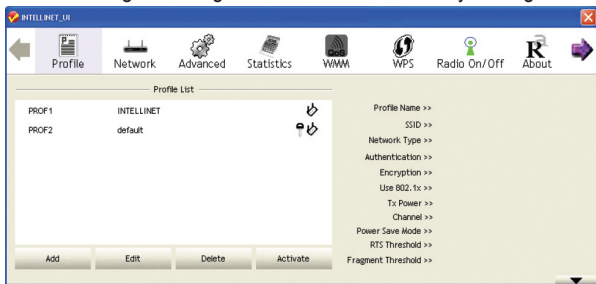 INTELLINET_UI
Profile Network Advanced Statistics QoS WMM WPS Radio On/Off About
Profile List
PROF1 INTELLINET
PROF2 default
Add Edit Delete Activate
Profile Name >>
SSID >>
Network Type >>
Authentication >>
Encryption >>
Use 802.1x >>
Tx Power >>
Channel >>
Power Save Mode >>
RTS Threshold >>
Fragment Threshold >>